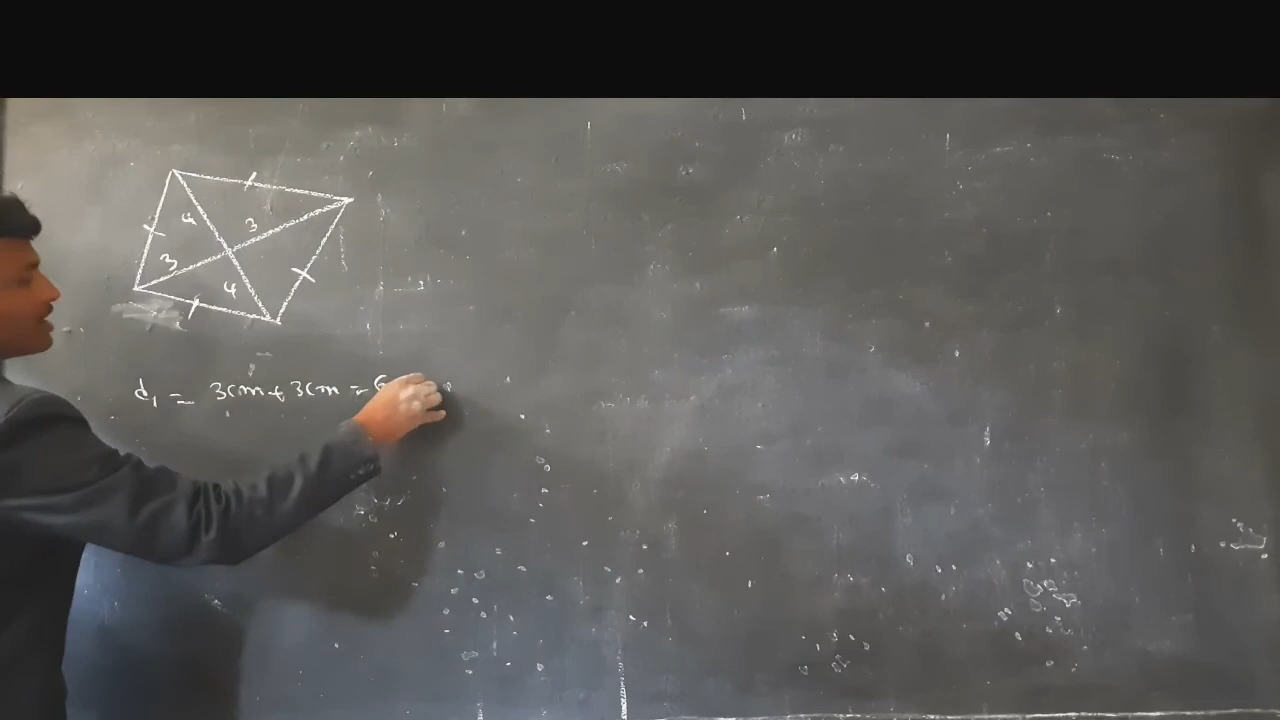 4 3
3 4
d₁ = 3cm + 3cm = 6